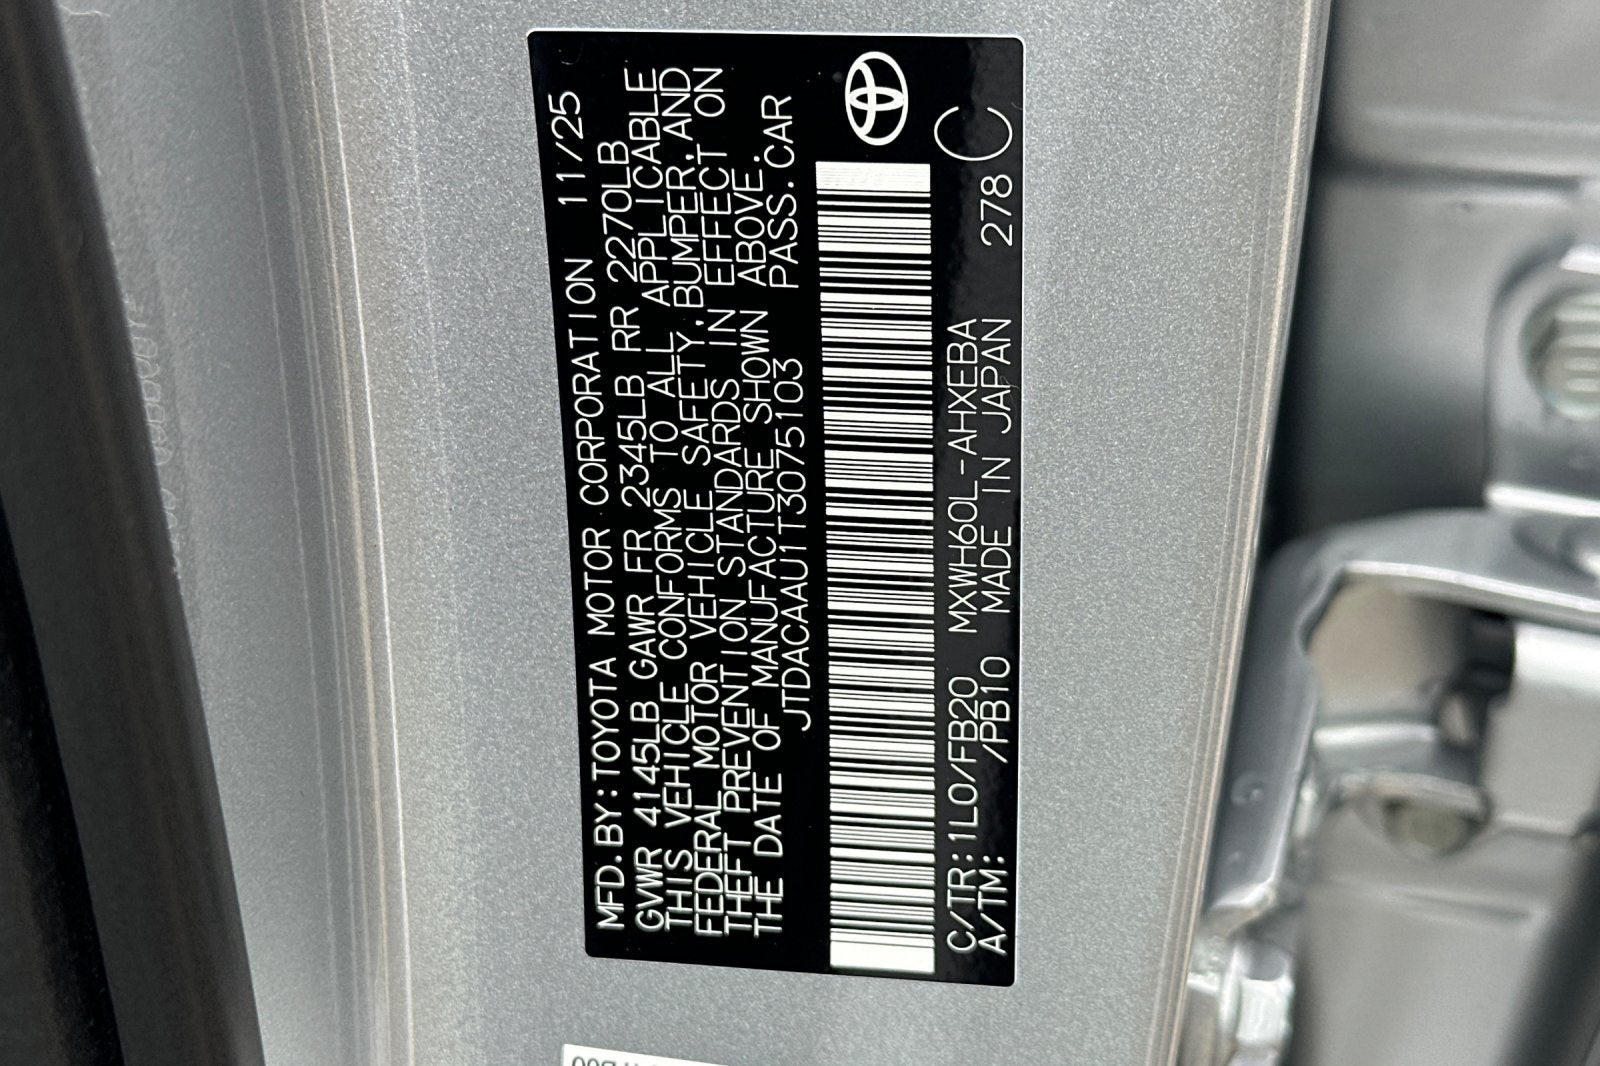 MFD.BY:TOYOTA MOTOR CORPORATION 11/25
GVWR 4145LB GAWR FR 2345LB RR 2270LB
THIS VEHICLE CONFORMS TO ALL APPLICABLE
FEDERAL MOTOR VEHICLE SAFETY,BUMPER,AND
THEFT PREVENTION STANDARDS IN EFFECT ON
THE DATE OF MANUFACTURE SHOWN ABOVE.
JTDACAAU1T3075103 PASS.CAR
C/TR:1L0/FB20 MXWH60L-AHXEBA
A/TM: /PB10 MADE IN JAPAN 278 C